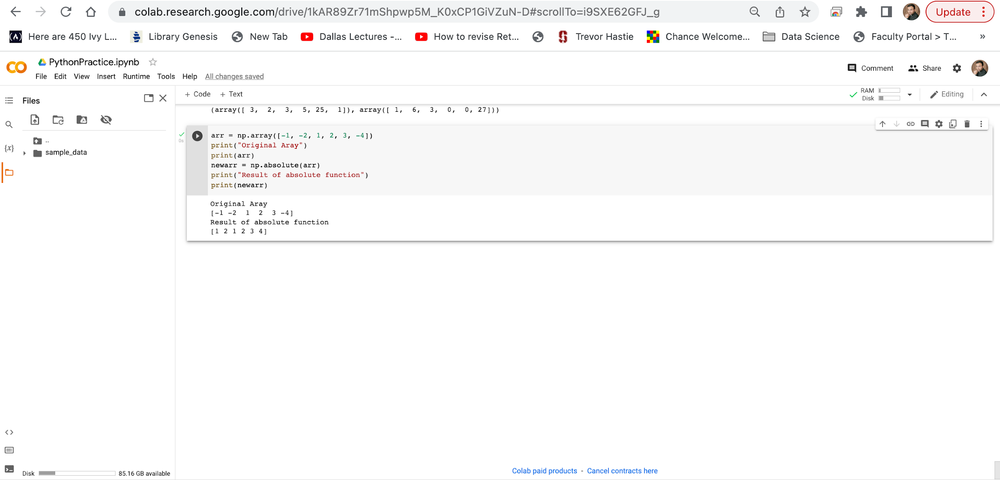 colab.research.google.com/drive/1kAR89Zr71mShpwp5M_K0xCP1GiVZuN-D#scrollTo=i9SXE62GFJ_g
Update
Here are 450 Ivy L... Library Genesis New Tab Dallas Lectures -... How to revise Ret... Trevor Hastie Chance Welcome... Data Science Faculty Portal > T... »
CO PythonPractice.ipynb
Comment Share
File Edit View Insert Runtime Tools Help All changes saved
Files
+ Code + Text
RAM
Disk
Editing
(array([ 3,  2,  3,  5, 25,  1]), array([ 1,  6,  3,  0,  0, 27]))
..
sample_data
{x}
0s
arr = np.array([-1, -2, 1, 2, 3, -4])
print("Original Aray")
print(arr)
newarr = np.absolute(arr)
print("Result of absolute function")
print(newarr)
Original Aray
[-1 -2  1  2  3 -4]
Result of absolute function
[1 2 1 2 3 4]
Disk 85.16 GB available
Colab paid products - Cancel contracts here